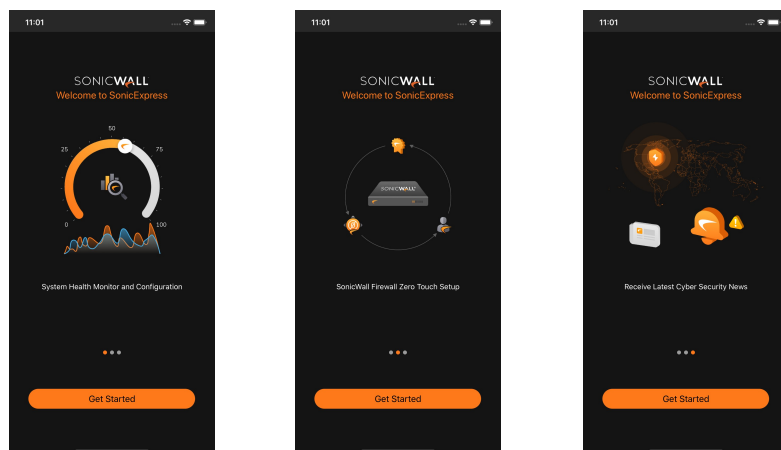 11:01
SONICWALL
Welcome to SonicExpress
50
25
75
0
100
System Health Monitor and Configuration
Get Started
11:01
SONICWALL
Welcome to SonicExpress
SONICWALL
SonicWall Firewall Zero Touch Setup
Get Started
11:01
SONICWALL
Welcome to SonicExpress
Receive Latest Cyber Security News
Get Started